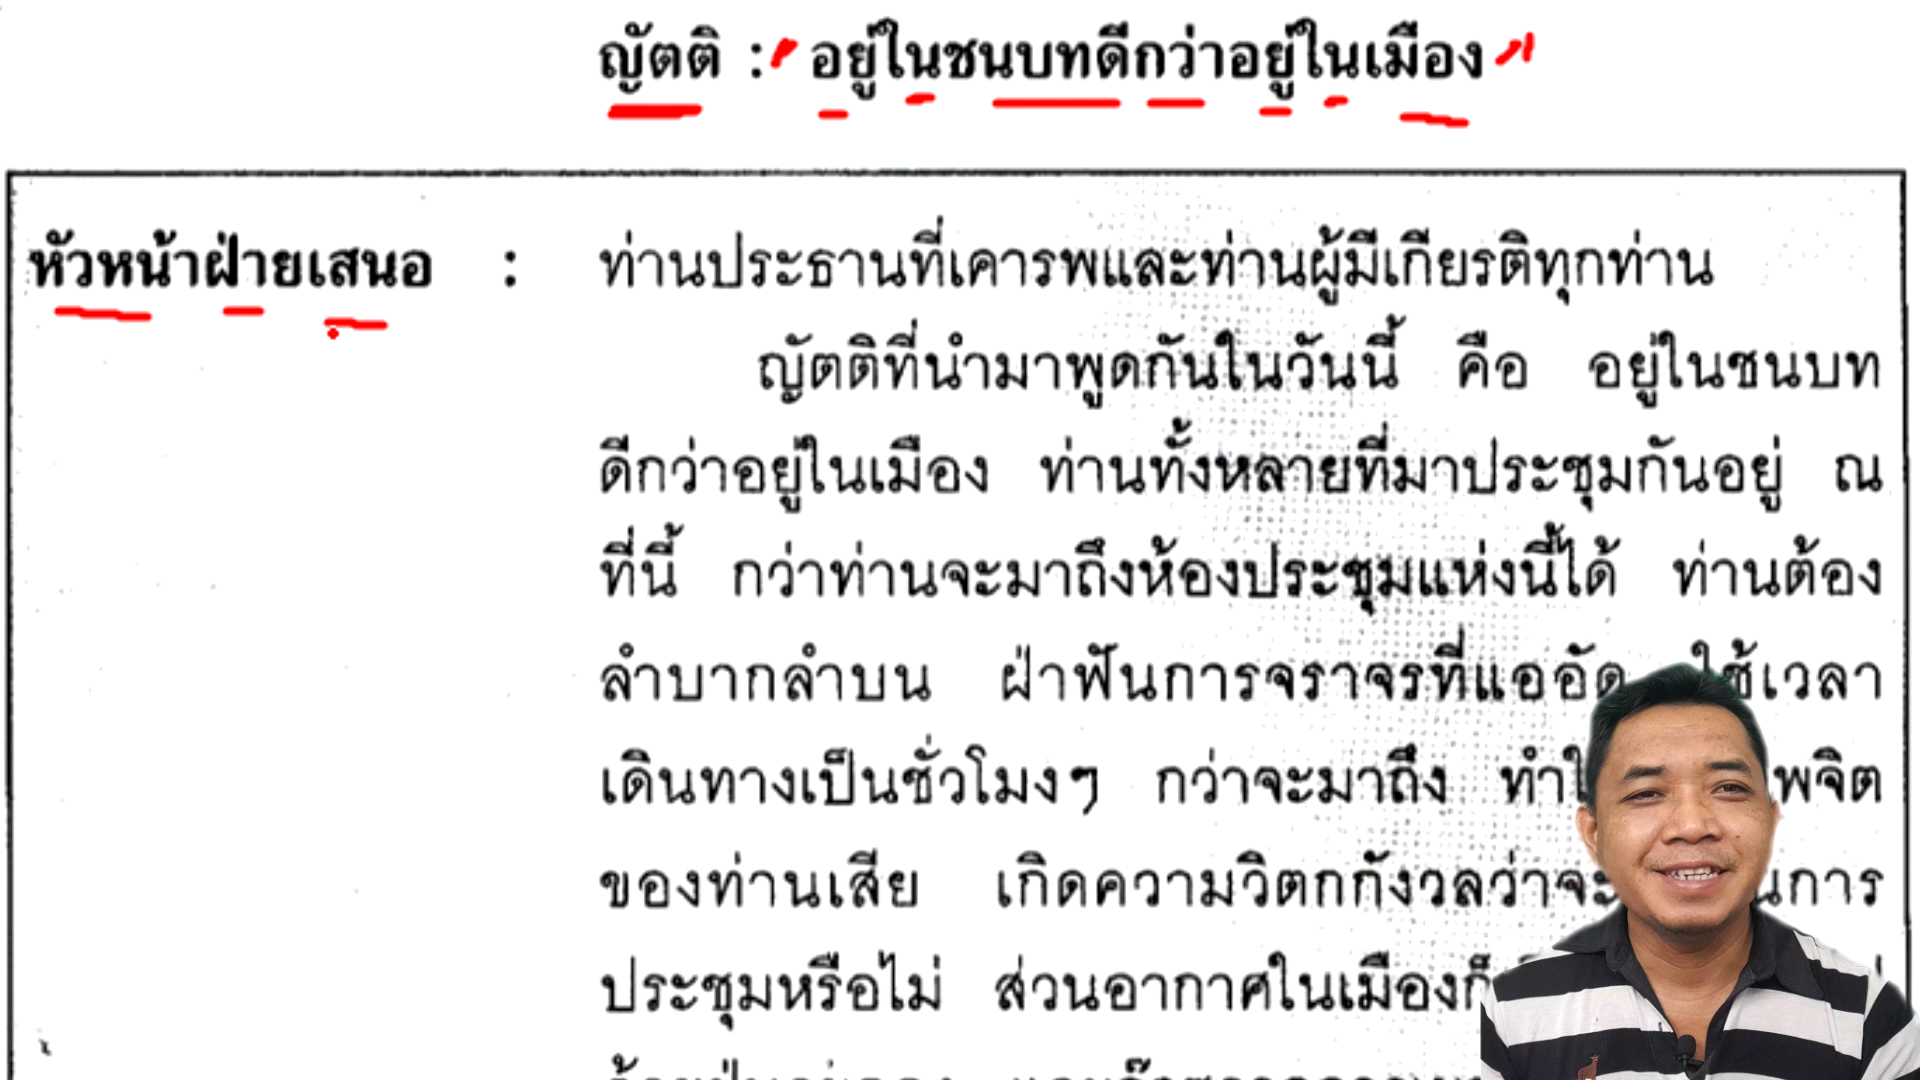 ญัตติ : อยู่ในชนบทดีกว่าอยู่ในเมือง
หัวหน้าฝ่ายเสนอ : ท่านประธานที่เคารพและท่านผู้มีเกียรติทุกท่าน
ญัตติที่นำมาพูดกันในวันนี้ คือ อยู่ในชนบท
ดีกว่าอยู่ในเมือง ท่านทั้งหลายที่มาประชุมกันอยู่ ณ
ที่นี้ กว่าท่านจะมาถึงห้องประชุมแห่งนี้ได้ ท่านต้อง
ลำบากลำบน ฝ่าฟันการจราจรที่แออัด ใช้เวลา
เดินทางเป็นชั่วโมงๆ กว่าจะมาถึง
ของท่านเสีย เกิดความวิตกกังวลว่าจะ
ประชุมหรือไม่ ส่วนอากาศในเมืองก็